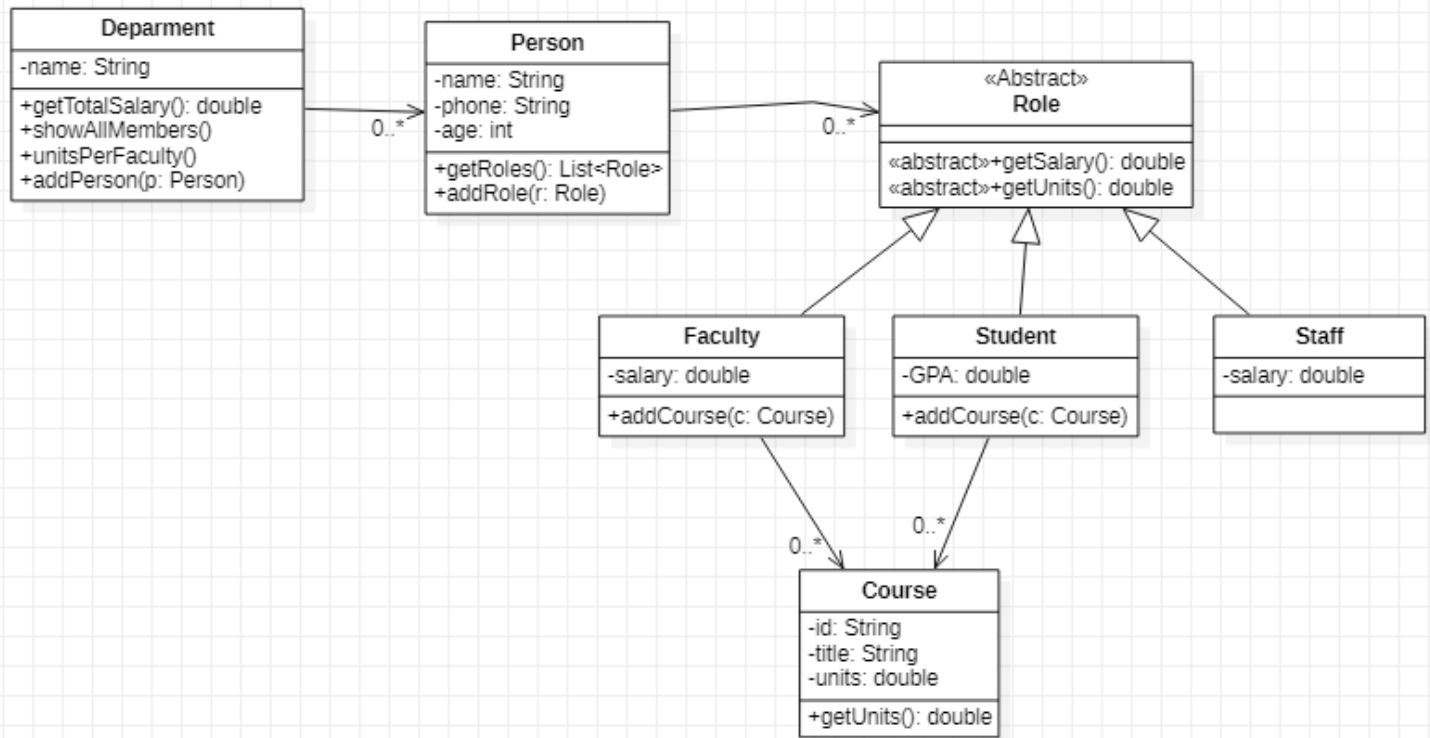 Deparment
-name: String
+getTotalSalary(): double
+showAllMembers()
+unitsPerFaculty()
+addPerson(p: Person)
0..*
Person
-name: String
-phone: String
-age: int
+getRoles(): List<Role>
+addRole(r: Role)
0..*
«Abstract»
Role
«abstract»+getSalary(): double
«abstract»+getUnits(): double
Faculty
-salary: double
+addCourse(c: Course)
Student
-GPA: double
+addCourse(c: Course)
Staff
-salary: double
0..*
0..*
Course
-id: String
-title: String
-units: double
+getUnits(): double